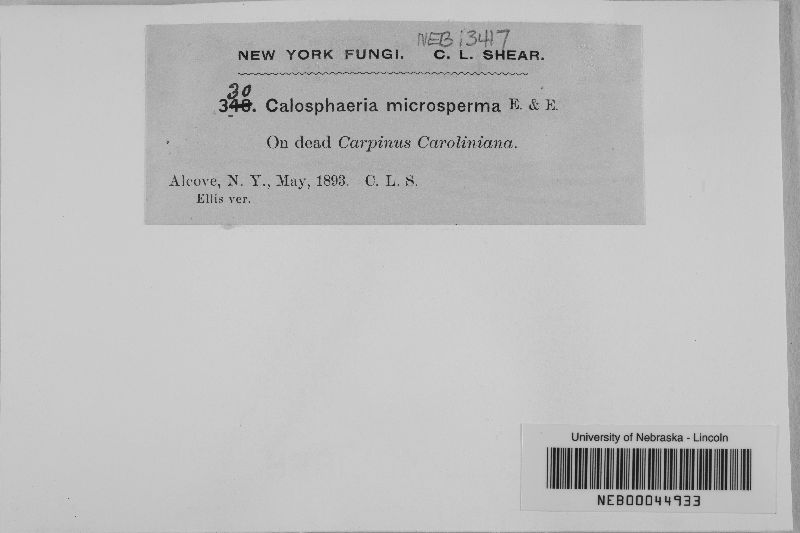 NEB 13417
NEW YORK FUNGI. C. L. SHEAR.
30
348. Calosphaeria microsperma E. & E.
On dead Carpinus Caroliniana.
Alcove, N. Y., May, 1893. C. L. S.
Ellis ver.
University of Nebraska - Lincoln
NEB00044933